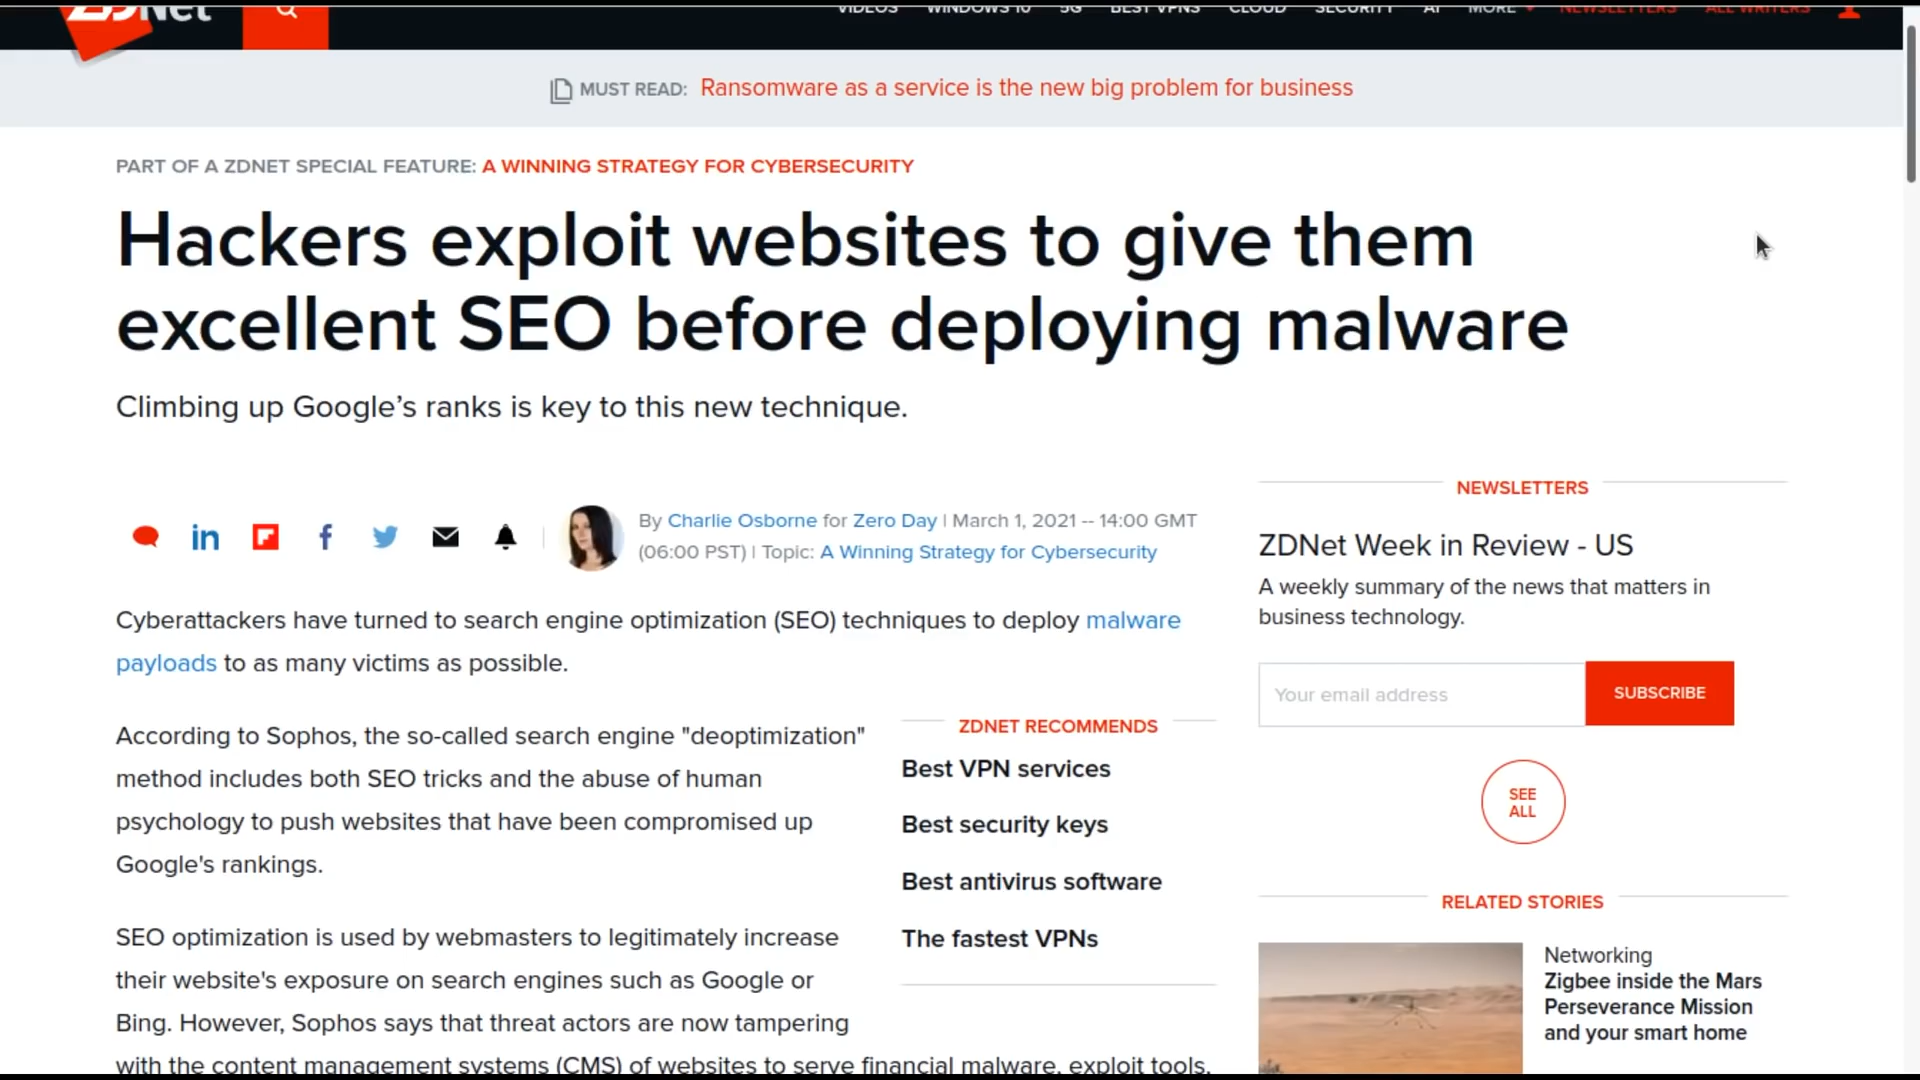 ZDNet
VIDEOS WINDOWS 10 5G BEST VPNS CLOUD SECURITY AI MORE NEWSLETTERS ALL WRITERS
MUST READ: Ransomware as a service is the new big problem for business
PART OF A ZDNET SPECIAL FEATURE: A WINNING STRATEGY FOR CYBERSECURITY
Hackers exploit websites to give them
excellent SEO before deploying malware
Climbing up Google’s ranks is key to this new technique.
By Charlie Osborne for Zero Day | March 1, 2021 -- 14:00 GMT
(06:00 PST) | Topic: A Winning Strategy for Cybersecurity
Cyberattackers have turned to search engine optimization (SEO) techniques to deploy malware
payloads to as many victims as possible.
According to Sophos, the so-called search engine "deoptimization"
method includes both SEO tricks and the abuse of human
psychology to push websites that have been compromised up
Google's rankings.
SEO optimization is used by webmasters to legitimately increase
their website's exposure on search engines such as Google or
Bing. However, Sophos says that threat actors are now tampering
with the content management systems (CMS) of websites to serve financial malware, exploit tools,
ZDNET RECOMMENDS
Best VPN services
Best security keys
Best antivirus software
The fastest VPNs
NEWSLETTERS
ZDNet Week in Review - US
A weekly summary of the news that matters in
business technology.
Your email address
SUBSCRIBE
SEE
ALL
RELATED STORIES
Networking
Zigbee inside the Mars
Perseverance Mission
and your smart home